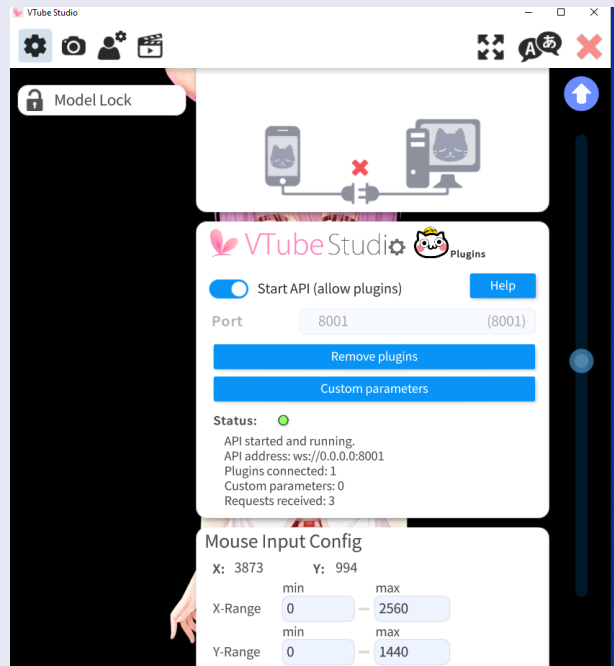 VTube Studio
Aあ
Model Lock
VTube Studio Plugins
Start API (allow plugins)
Help
Port 8001 (8001)
Remove plugins
Custom parameters
Status:
API started and running.
API address: ws://0.0.0.0:8001
Plugins connected: 1
Custom parameters: 0
Requests received: 3
Mouse Input Config
X: 3873 Y: 994
min max
X-Range 0 2560
min max
Y-Range 0 1440